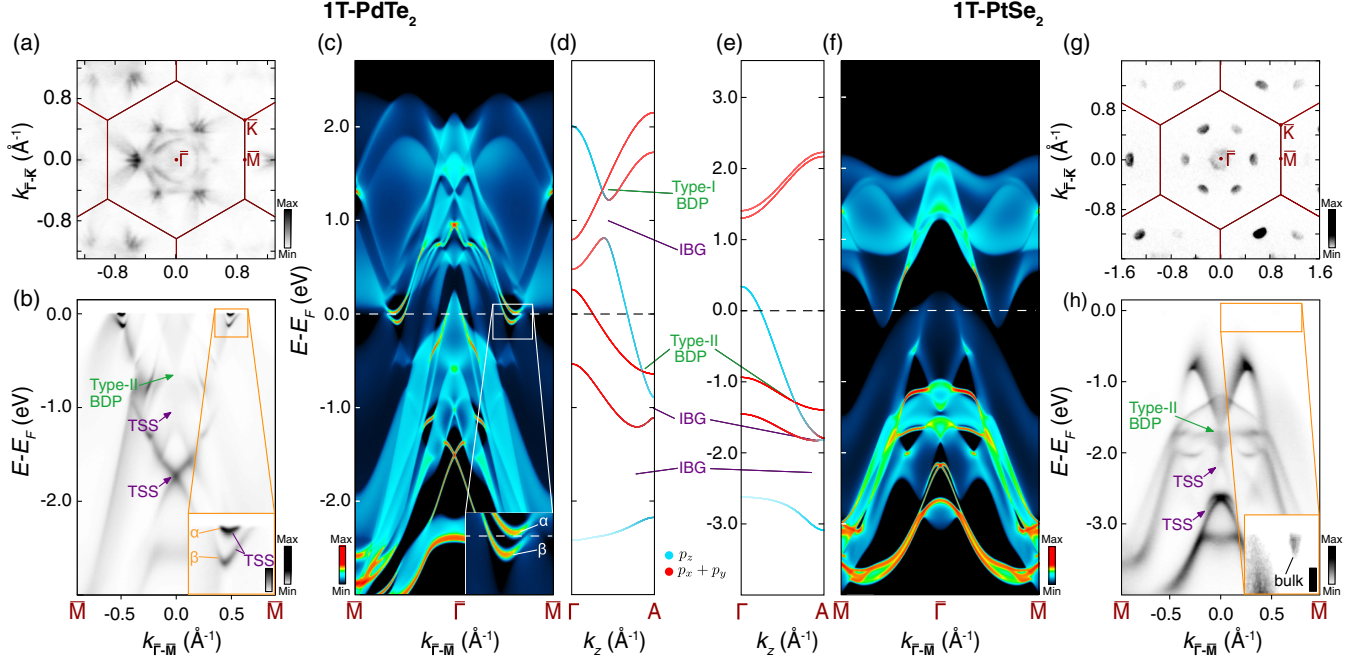 1T-PdTe2
1T-PtSe2
(a)
k Γ̅-K̅ (Å-1)
0.8
0.0
-0.8
-0.8
0.0
0.8
K̅
Γ̅
M̅
Max
Min
(b)
E-EF (eV)
0.0
-1.0
-2.0
Type-II
BDP
TSS
TSS
α
β
TSS
Max
Min
M̅
-0.5
0.0
0.5
M̅
k Γ̅-M̅ (Å-1)
(c)
E-EF (eV)
2.0
1.0
0.0
-1.0
-2.0
α
β
Max
Min
M̅
Γ̅
M̅
k Γ̅-M̅ (Å-1)
(d)
Type-I
BDP
IBG
Type-II
BDP
IBG
IBG
pz
px + py
Γ
A
kz (Å-1)
(e)
3.0
2.0
1.0
0.0
-1.0
-2.0
-3.0
Γ
A
kz (Å-1)
(f)
Max
Min
M̅
Γ̅
M̅
k Γ̅-M̅ (Å-1)
(g)
k Γ̅-K̅ (Å-1)
0.8
0.0
-0.8
-1.6
-0.8
0.0
0.8
1.6
K̅
Γ̅
M̅
Max
Min
(h)
E-EF (eV)
0.0
-1.0
-2.0
-3.0
Type-II
BDP
TSS
TSS
bulk
Max
Min
M̅
-0.5
0.0
0.5
M̅
k Γ̅-M̅ (Å-1)